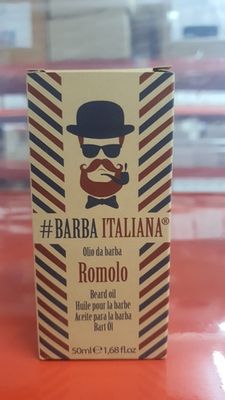 #BARBA ITALIANA®
Olio da barba
Romolo
Beard oil
Huile pour la barbe
Aceite para la barba
Bart Öl
50ml e 1,68 fl.oz